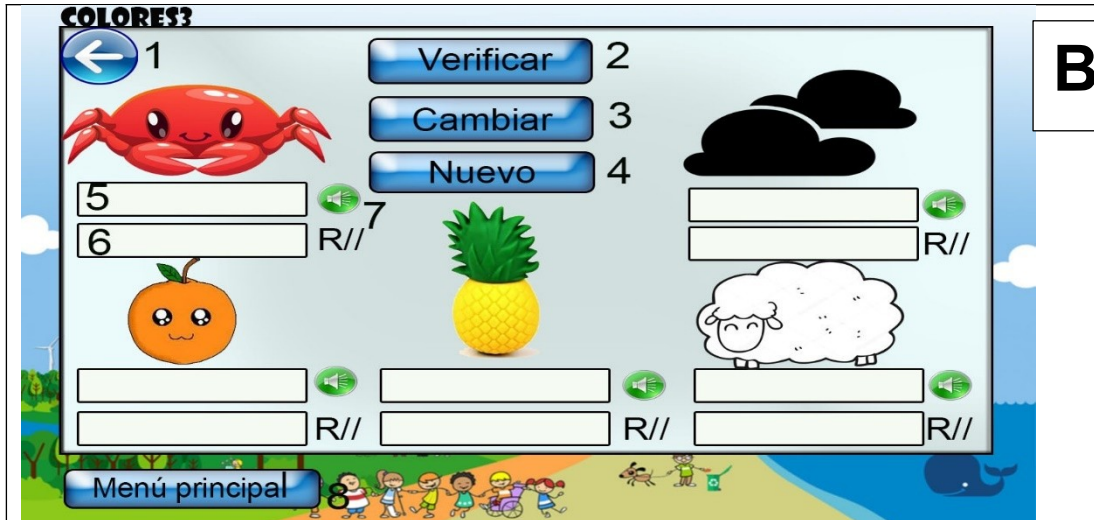 COLORES3
1
Verificar 2
B
Cambiar 3
Nuevo 4
5
7
6 R//
R//
R// R// R//
Menú principal 8